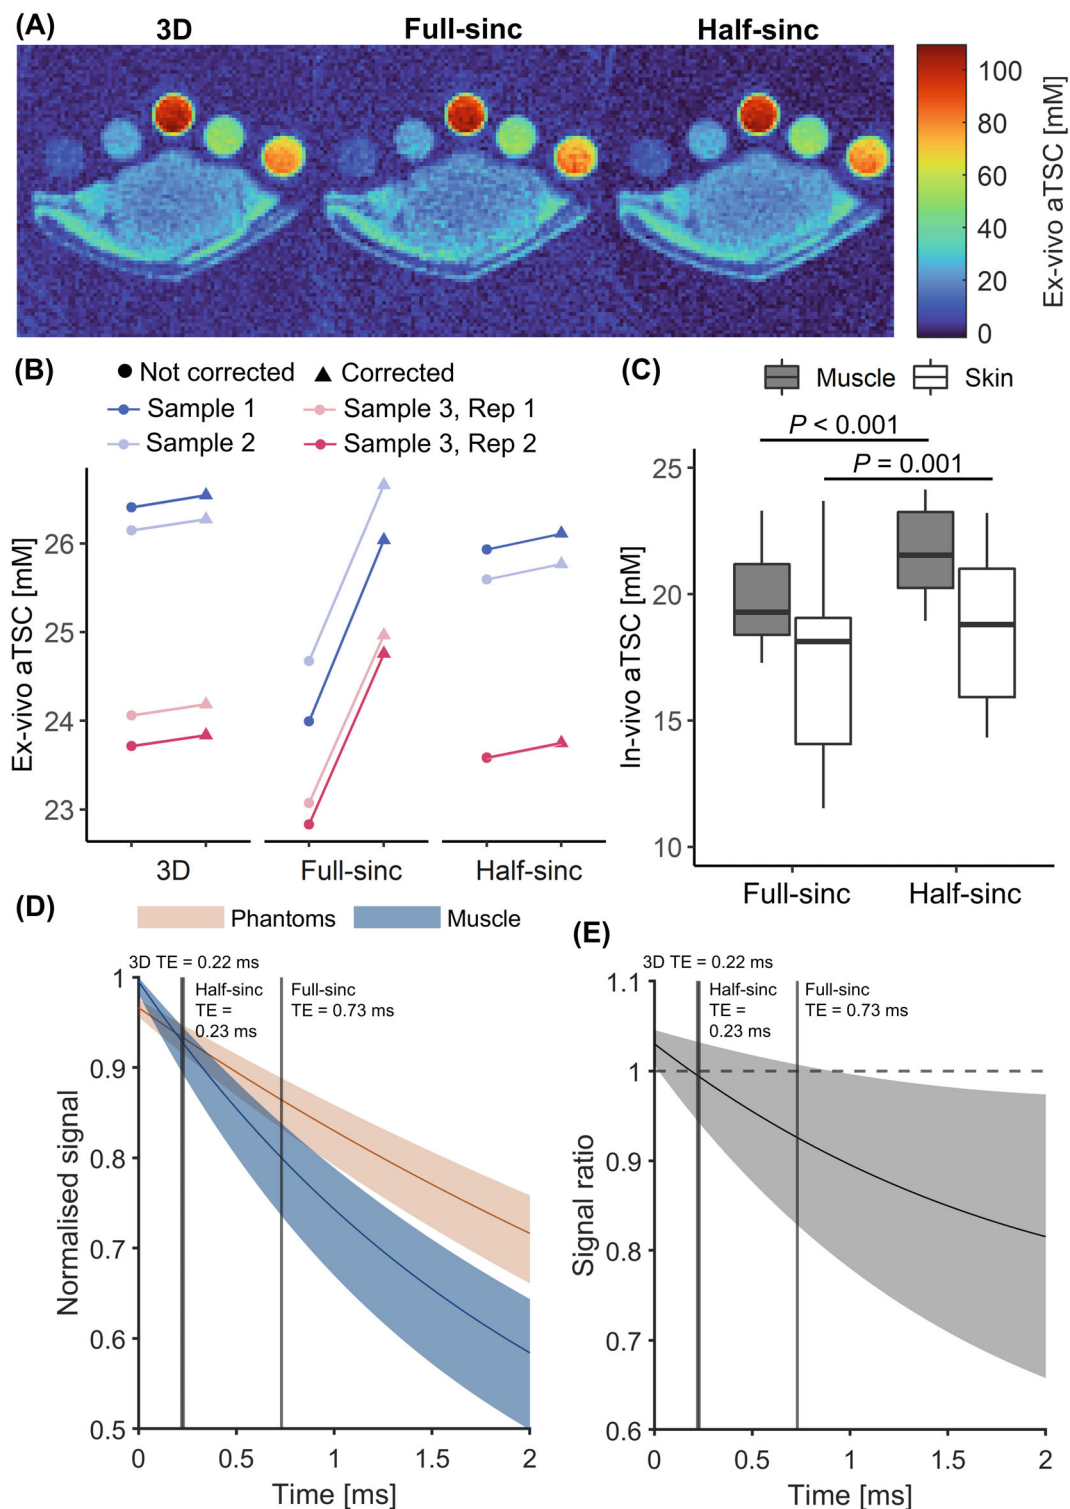 (A)
3D Full-sinc Half-sinc
100
80
60
40
20
0
Ex-vivo aTSC [mM]
(B)
Not corrected Corrected
Sample 1 Sample 3, Rep 1
Sample 2 Sample 3, Rep 2
26
25
24
23
Ex-vivo aTSC [mM]
3D Full-sinc Half-sinc
(C)
Muscle Skin
P < 0.001
P = 0.001
25
20
15
10
In-vivo aTSC [mM]
Full-sinc Half-sinc
(D)
Phantoms Muscle
3D TE = 0.22 ms
Half-sinc
TE =
0.23 ms
Full-sinc
TE = 0.73 ms
1
0.9
0.8
0.7
0.6
0.5
Normalised signal
0 0.5 1 1.5 2
Time [ms]
(E)
3D TE = 0.22 ms
Half-sinc
TE =
0.23 ms
Full-sinc
TE = 0.73 ms
1.1
1
0.9
0.8
0.7
0.6
Signal ratio
0 0.5 1 1.5 2
Time [ms]